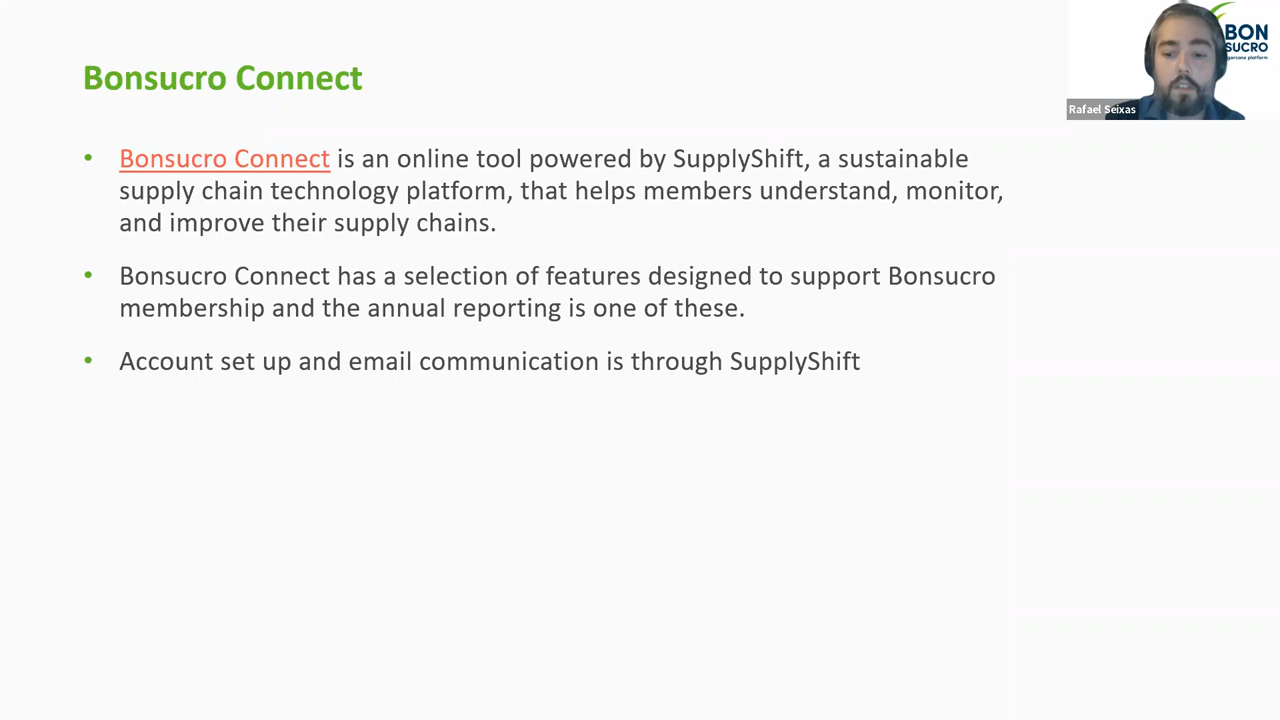 Bonsucro Connect
• Bonsucro Connect is an online tool powered by SupplyShift, a sustainable
supply chain technology platform, that helps members understand, monitor,
and improve their supply chains.
• Bonsucro Connect has a selection of features designed to support Bonsucro
membership and the annual reporting is one of these.
• Account set up and email communication is through SupplyShift
BON
SUCRO
platform
Rafael Seixas